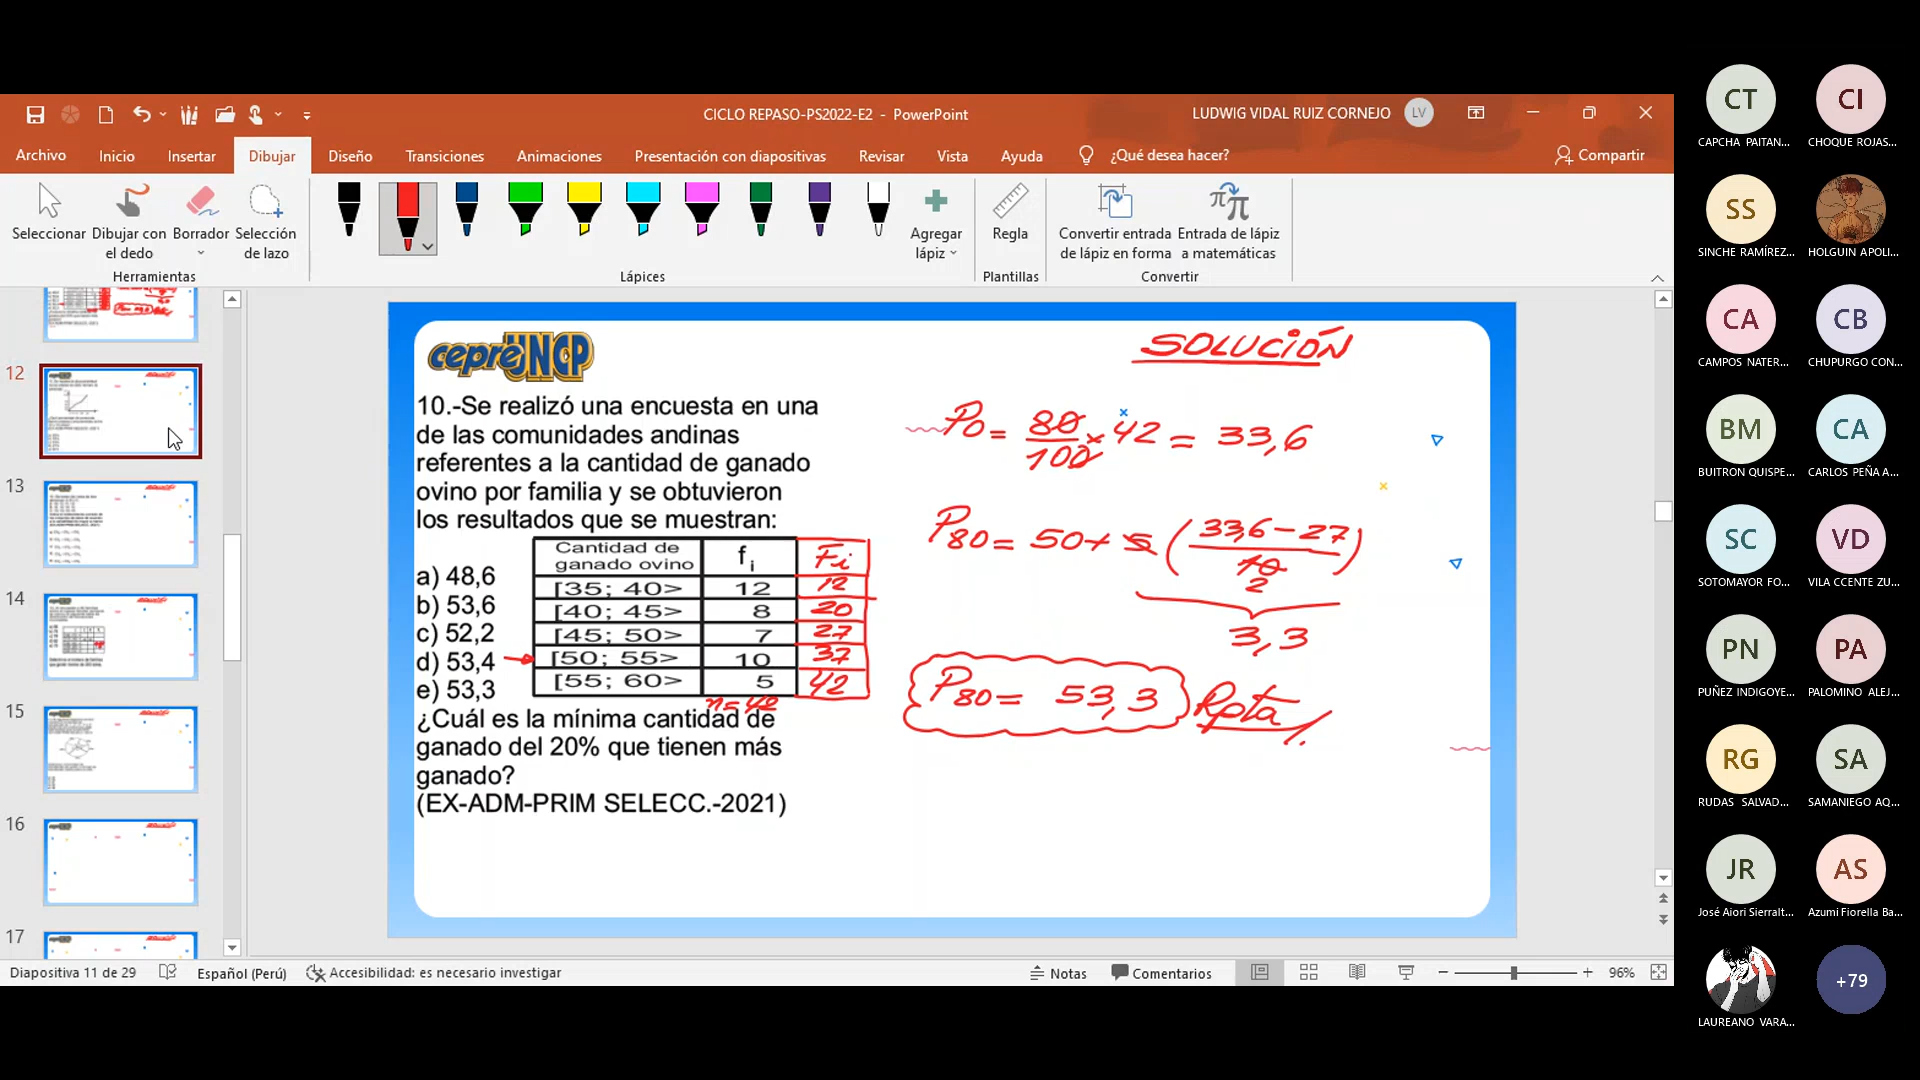 CICLO REPASO-PS2022-E2 - PowerPoint
LUDWIG VIDAL RUIZ CORNEJO
LV
Archivo
Inicio
Insertar
Dibujar
Diseño
Transiciones
Animaciones
Presentación con diapositivas
Revisar
Vista
Ayuda
¿Qué desea hacer?
Compartir
Seleccionar
Dibujar con
el dedo
Borrador
Selección
de lazo
Agregar
lápiz
Regla
Convertir entrada
de lápiz en forma
Entrada de lápiz
a matemáticas
Herramientas
Lápices
Plantillas
Convertir
12
13
14
15
16
17
cepreUNCP
SOLUCIÓN
10.-Se realizó una encuesta en una
de las comunidades andinas
referentes a la cantidad de ganado
ovino por familia y se obtuvieron
los resultados que se muestran:
a) 48,6
b) 53,6
c) 52,2
d) 53,4
e) 53,3
Cantidad de ganado ovino fi Fi
[35; 40> 12 12
[40; 45> 8 20
[45; 50> 7 27
[50; 55> 10 37
[55; 60> 5 42
n = 42
¿Cuál es la mínima cantidad de
ganado del 20% que tienen más
ganado?
(EX-ADM-PRIM SELECC.-2021)
P0 = 80/100 × 42 = 33,6
P80 = 50 + 5 (33,6 - 27 / 10)
2
3,3
P80 = 53,3 Rpta
Diapositiva 11 de 29
Español (Perú)
Accesibilidad: es necesario investigar
Notas
Comentarios
96%
CT
CAPCHA PAITAN...
CI
CHOQUE ROJAS...
SS
SINCHE RAMÍREZ...
HOLGUIN APOLI...
CA
CAMPOS NATER...
CB
CHUPURGO CON...
BM
BUITRON QUISPE...
CA
CARLOS PEÑA A...
SC
SOTOMAYOR FO...
VD
VILA CCENTE ZU...
PN
PUÑEZ INDIGOYE...
PA
PALOMINO ALEJ...
RG
RUDAS SALVAD...
SA
SAMANIEGO AQ...
JR
José Aiori Sierralt...
AS
Azumi Fiorella Ba...
LAUREANO VARA...
+79